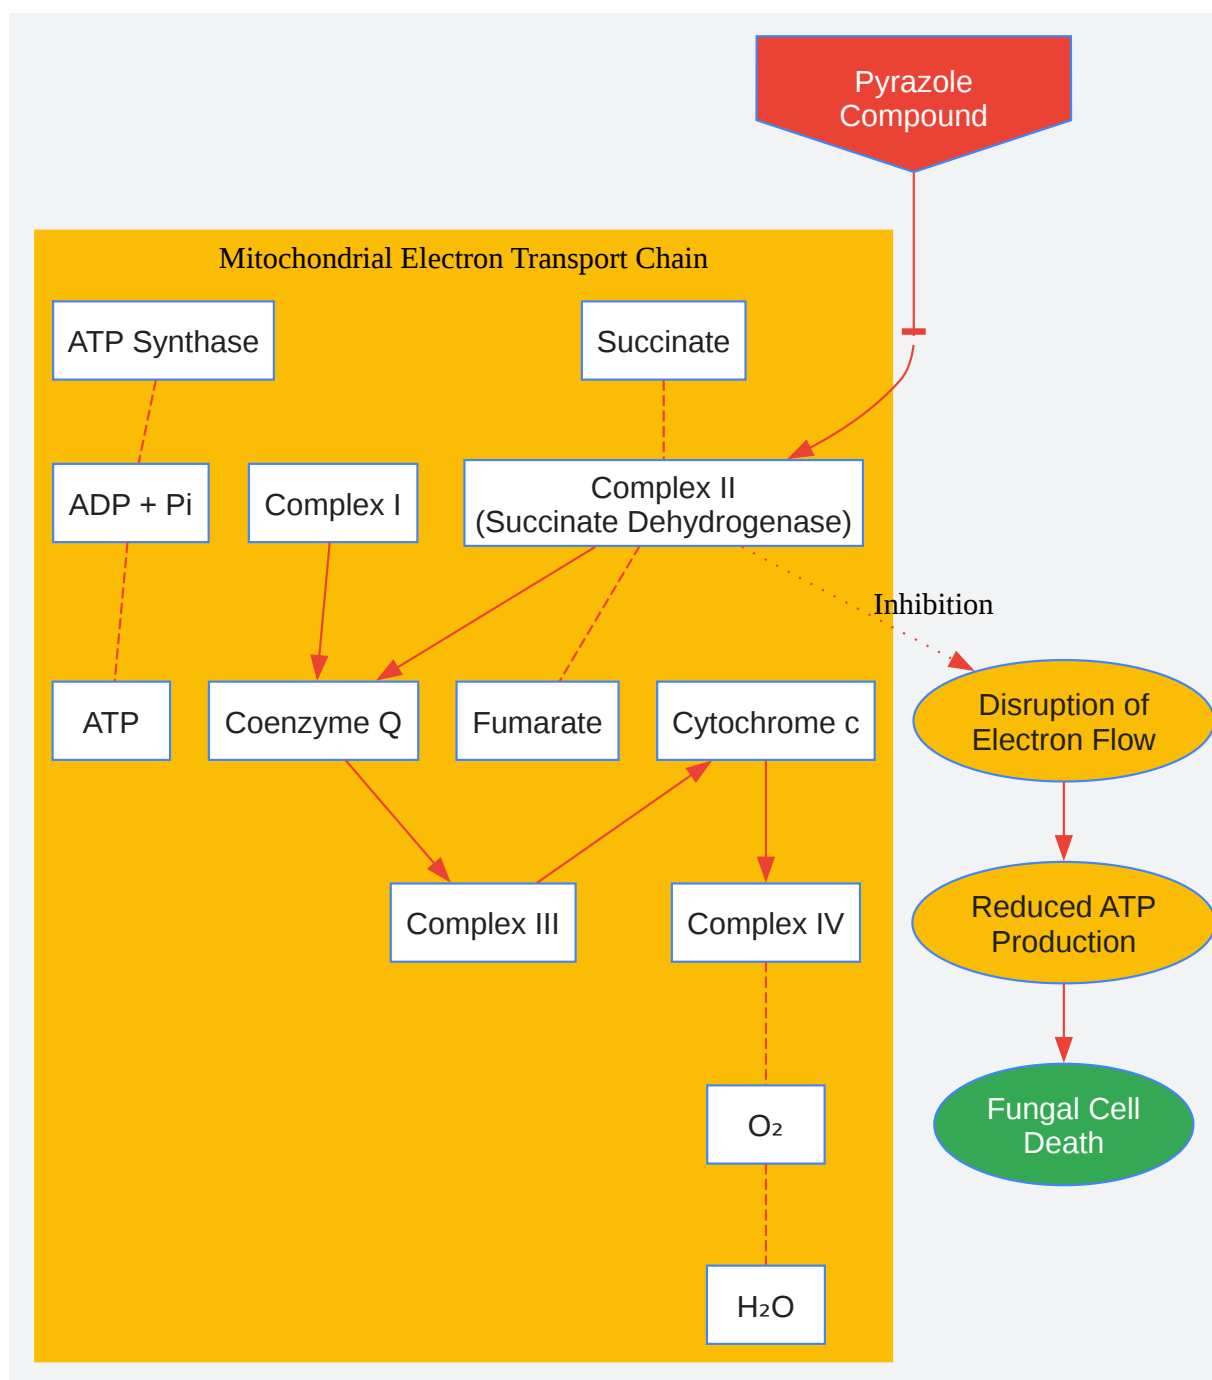 Pyrazole
Compound
Mitochondrial Electron Transport Chain
ATP Synthase
Succinate
ADP + Pi
Complex I
Complex II
(Succinate Dehydrogenase)
Inhibition
ATP
Coenzyme Q
Fumarate
Cytochrome c
Disruption of
Electron Flow
Complex III
Complex IV
Reduced ATP
Production
O₂
Fungal Cell
Death
H₂O